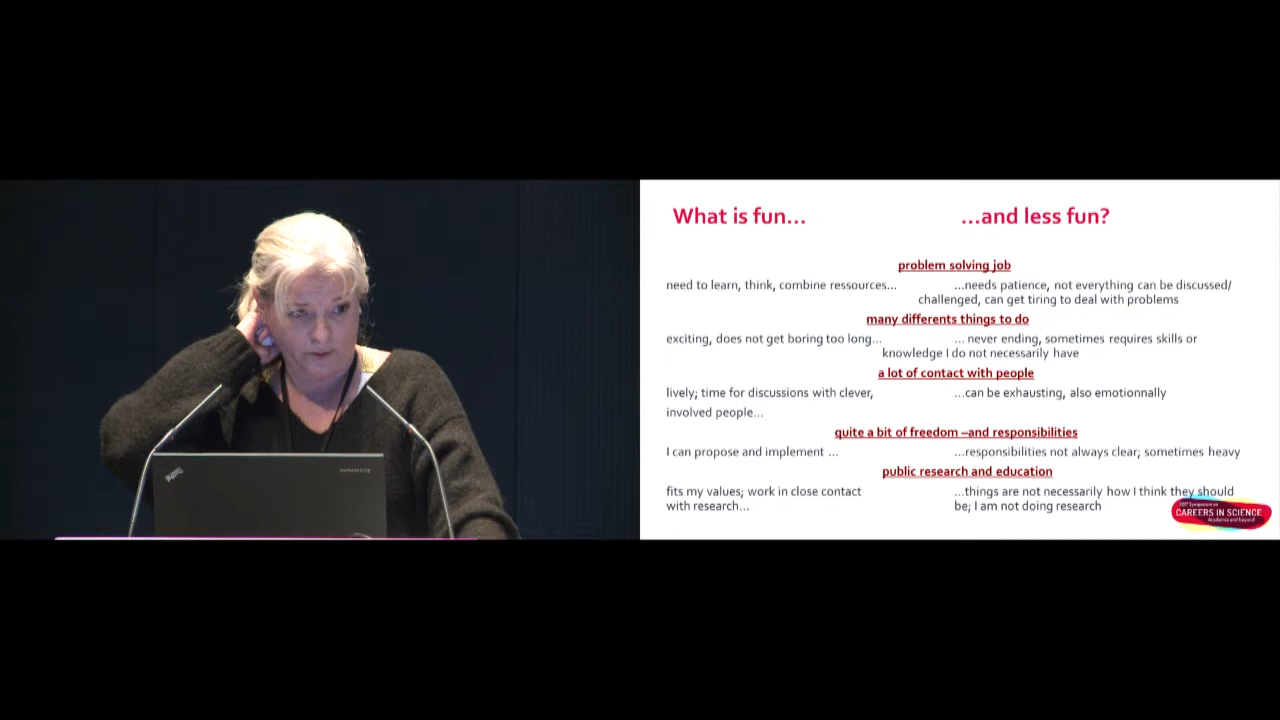 What is fun… …and less fun?
problem solving job
need to learn, think, combine ressources… …needs patience, not everything can be discussed/
challenged, can get tiring to deal with problems
many differents things to do
exciting, does not get boring too long… … never ending, sometimes requires skills or
knowledge I do not necessarily have
a lot of contact with people
lively; time for discussions with clever, …can be exhausting, also emotionnally
involved people…
quite a bit of freedom –and responsibilities
I can propose and implement … …responsibilities not always clear; sometimes heavy
public research and education
fits my values; work in close contact …things are not necessarily how I think they should
with research… be; I am not doing research
2017 Symposium on
CAREERS IN SCIENCE
Academia and beyond